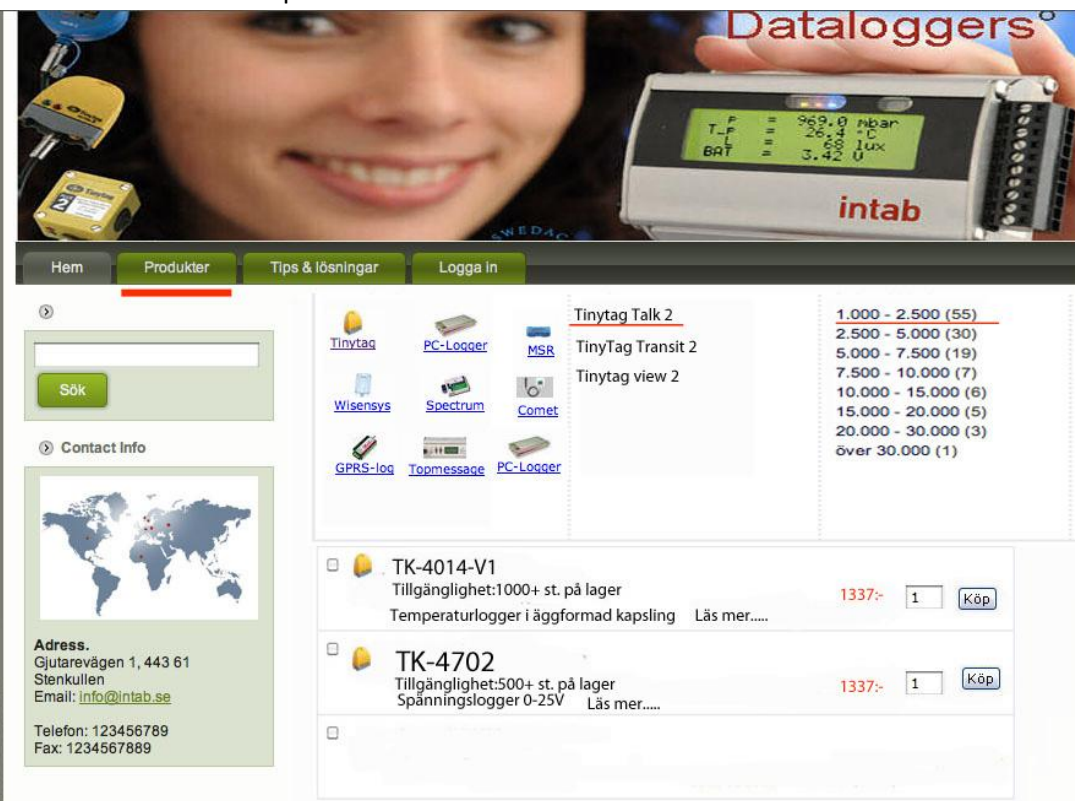 Dataloggers°
P = 969.0 mbar
T_P = 26.4 °C
L = 68 lux
BAT = 3.42 V
intab
Tinytag
2
SWEDAC
Hem Produkter Tips & lösningar Logga in
Sök
Contact Info
Adress.
Gjutarevägen 1, 443 61
Stenkullen
Email: info@intab.se
Telefon: 123456789
Fax: 1234567889
Tinytag PC-Logger MSR
Wisensys Spectrum Comet
GPRS-log Topmessage PC-Logger
Tinytag Talk 2
TinyTag Transit 2
Tinytag view 2
1.000 - 2.500 (55)
2.500 - 5.000 (30)
5.000 - 7.500 (19)
7.500 - 10.000 (7)
10.000 - 15.000 (6)
15.000 - 20.000 (5)
20.000 - 30.000 (3)
över 30.000 (1)
TK-4014-V1
Tillgänglighet:1000+ st. på lager
Temperaturlogger i äggformad kapsling Läs mer.....
1337:- 1 Köp
TK-4702
Tillgänglighet:500+ st. på lager
Spänningslogger 0-25V Läs mer.....
1337:- 1 Köp